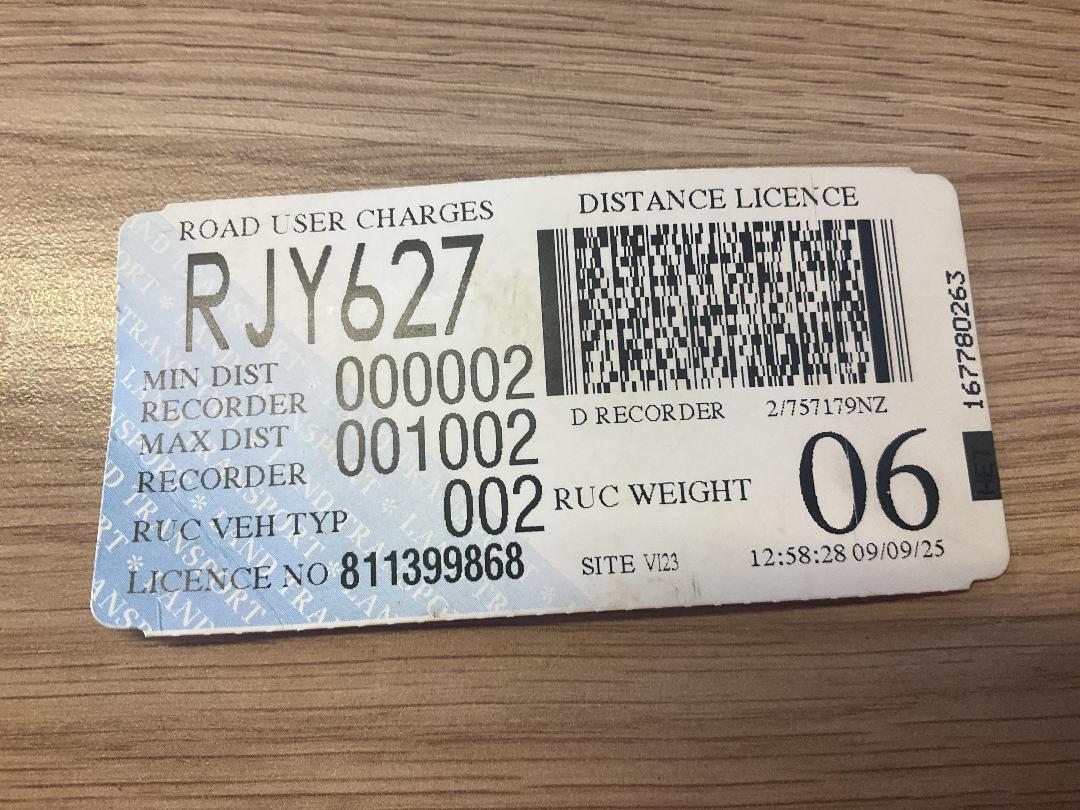 ROAD USER CHARGES
DISTANCE LICENCE
RJY627
MIN DIST
RECORDER 000002
MAX DIST
RECORDER 001002
D RECORDER 2/757179NZ
RUC VEH TYP 002
RUC WEIGHT 06
LICENCE NO 811399868
SITE VI23 12:58:28 09/09/25
167780263